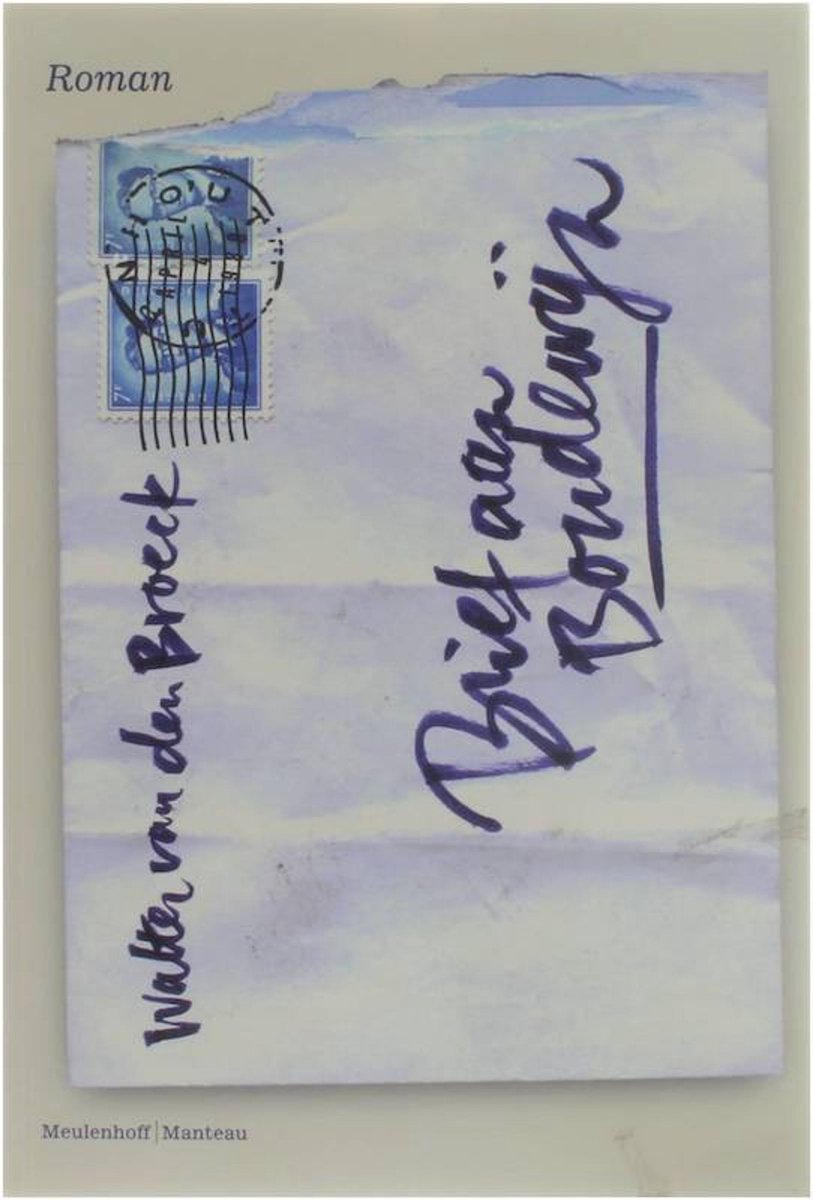 Roman
Walter van den Broeck
Brief aan
Boudewijn
Meulenhoff | Manteau